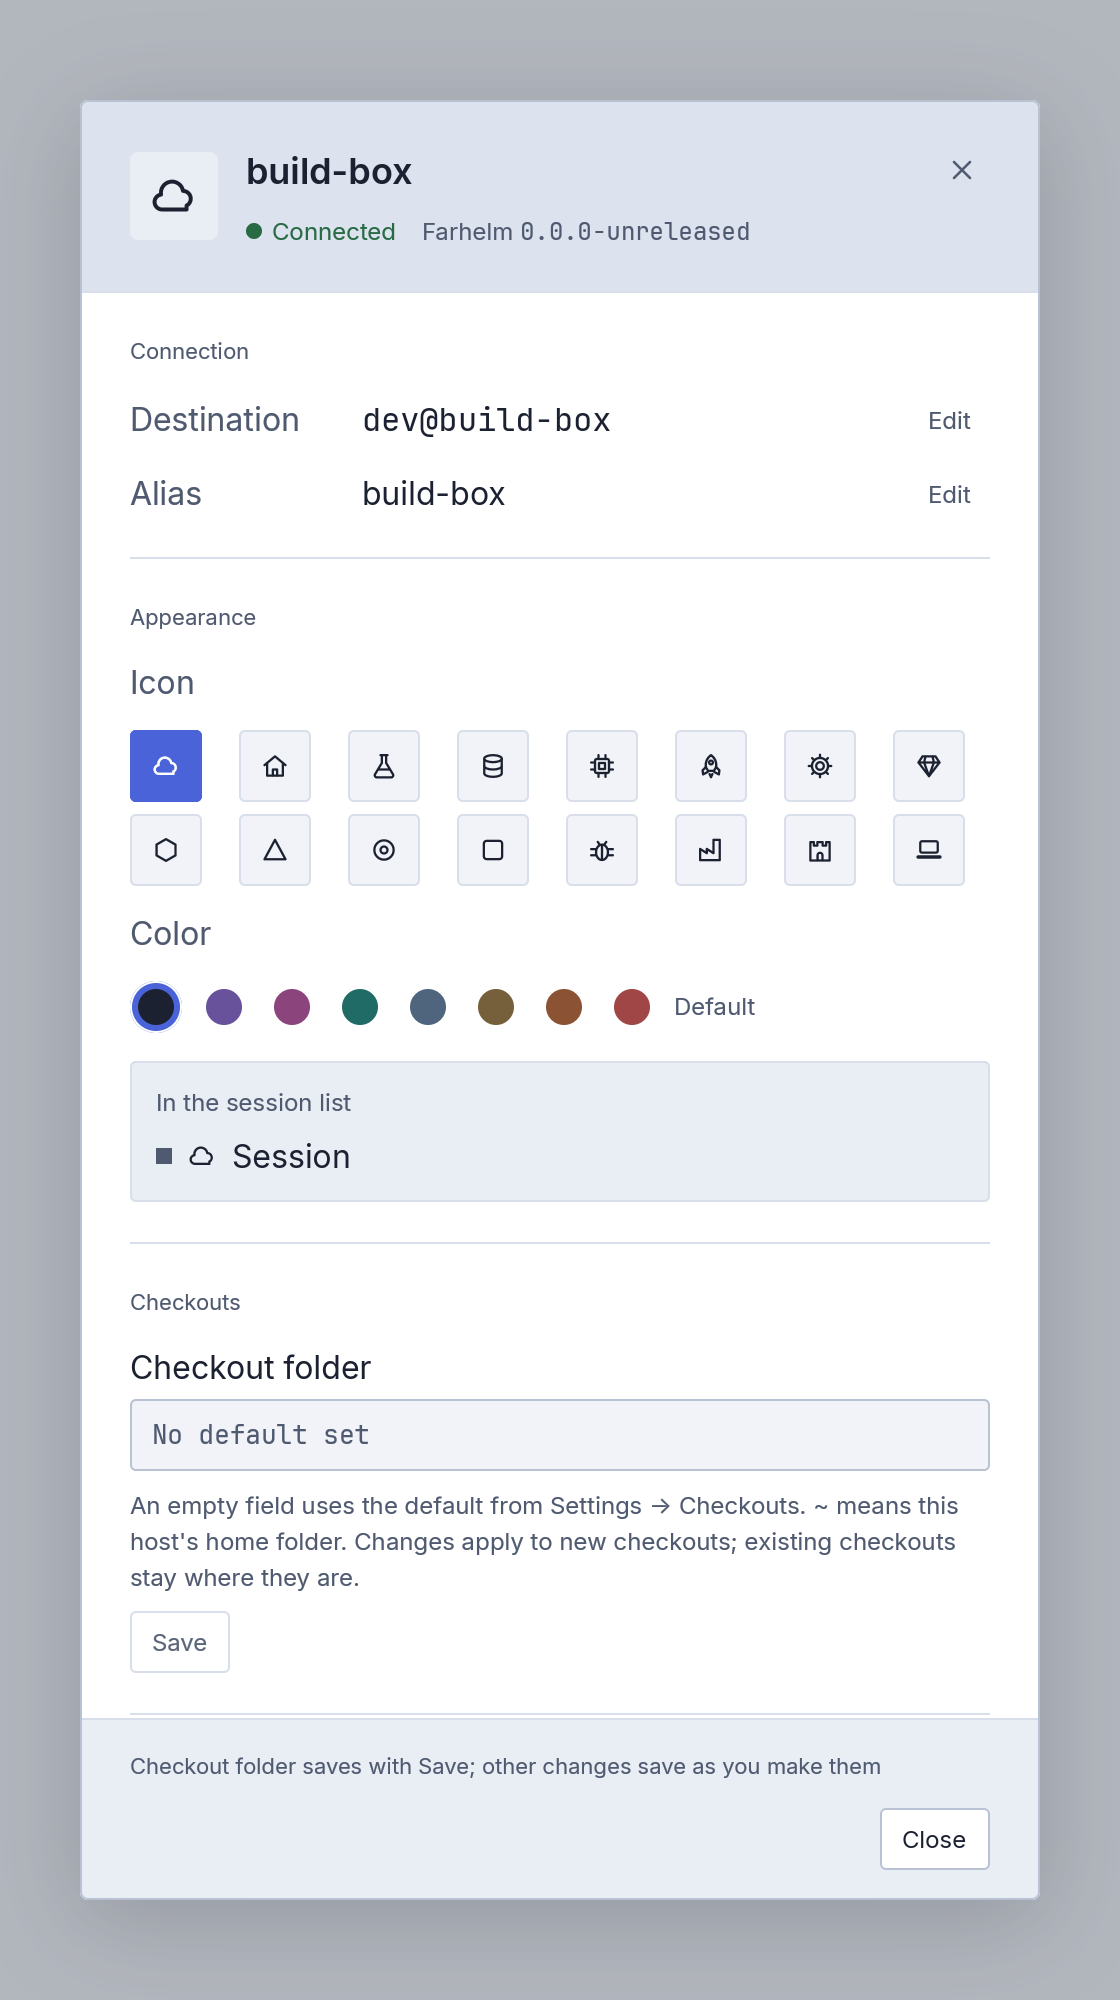 build-box
Connected Farhelm 0.0.0-unreleased
Connection
Destination dev@build-box Edit
Alias build-box Edit
Appearance
Icon
Color
Default
In the session list
Session
Checkouts
Checkout folder
No default set
An empty field uses the default from Settings → Checkouts. ~ means this
host's home folder. Changes apply to new checkouts; existing checkouts
stay where they are.
Save
Checkout folder saves with Save; other changes save as you make them
Close